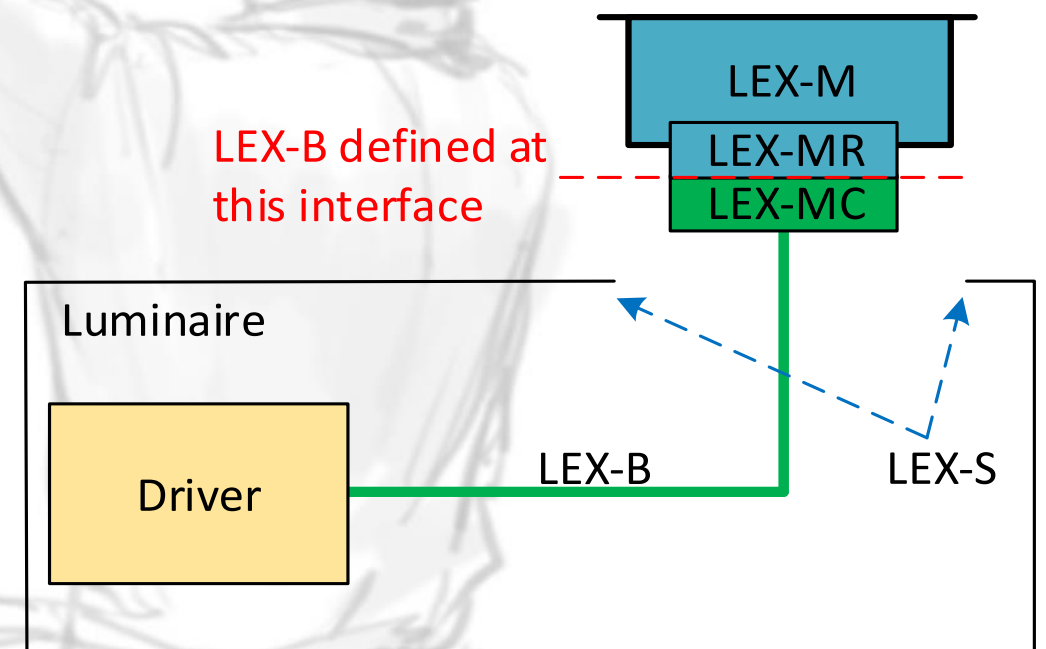 LEX-M
LEX-B defined at
this interface
LEX-MR
LEX-MC
Luminaire
Driver
LEX-B
LEX-S